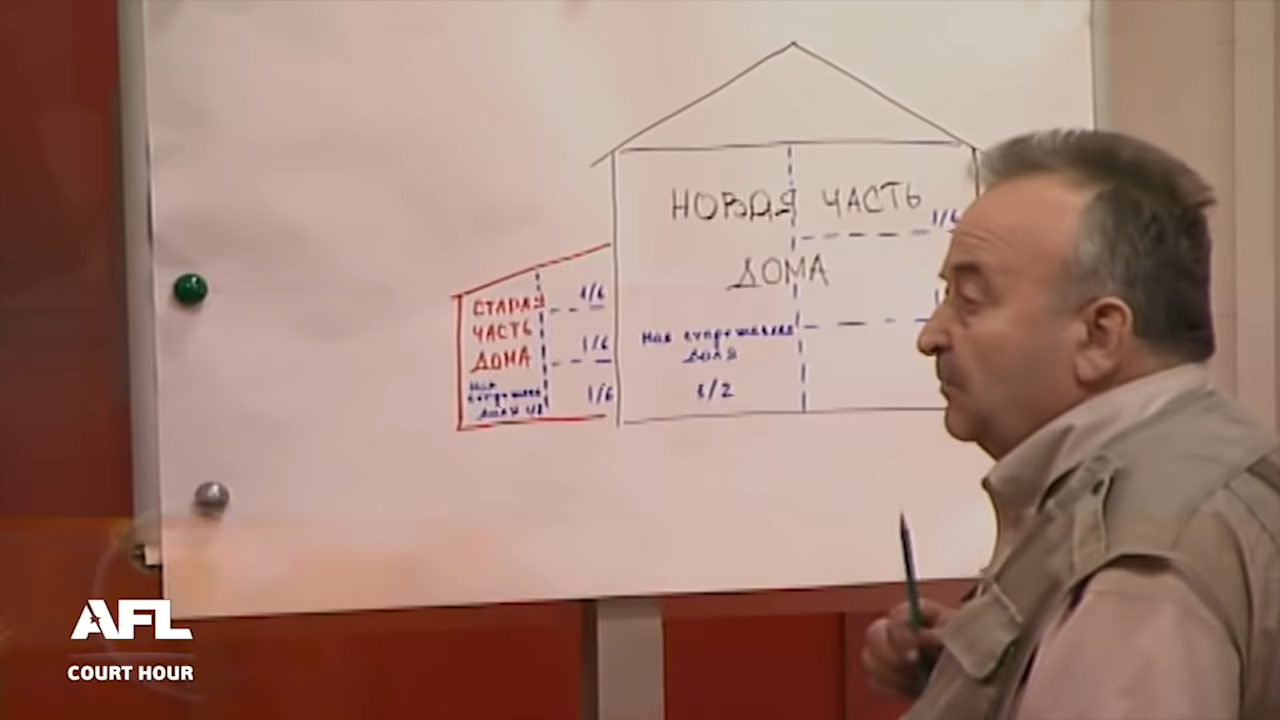 НОВАЯ ЧАСТЬ
1/6
ДОМА
СТАРАЯ
ЧАСТЬ
ДОМА
1/6
1/6
1/6
доля
1/2
AFL
COURT HOUR